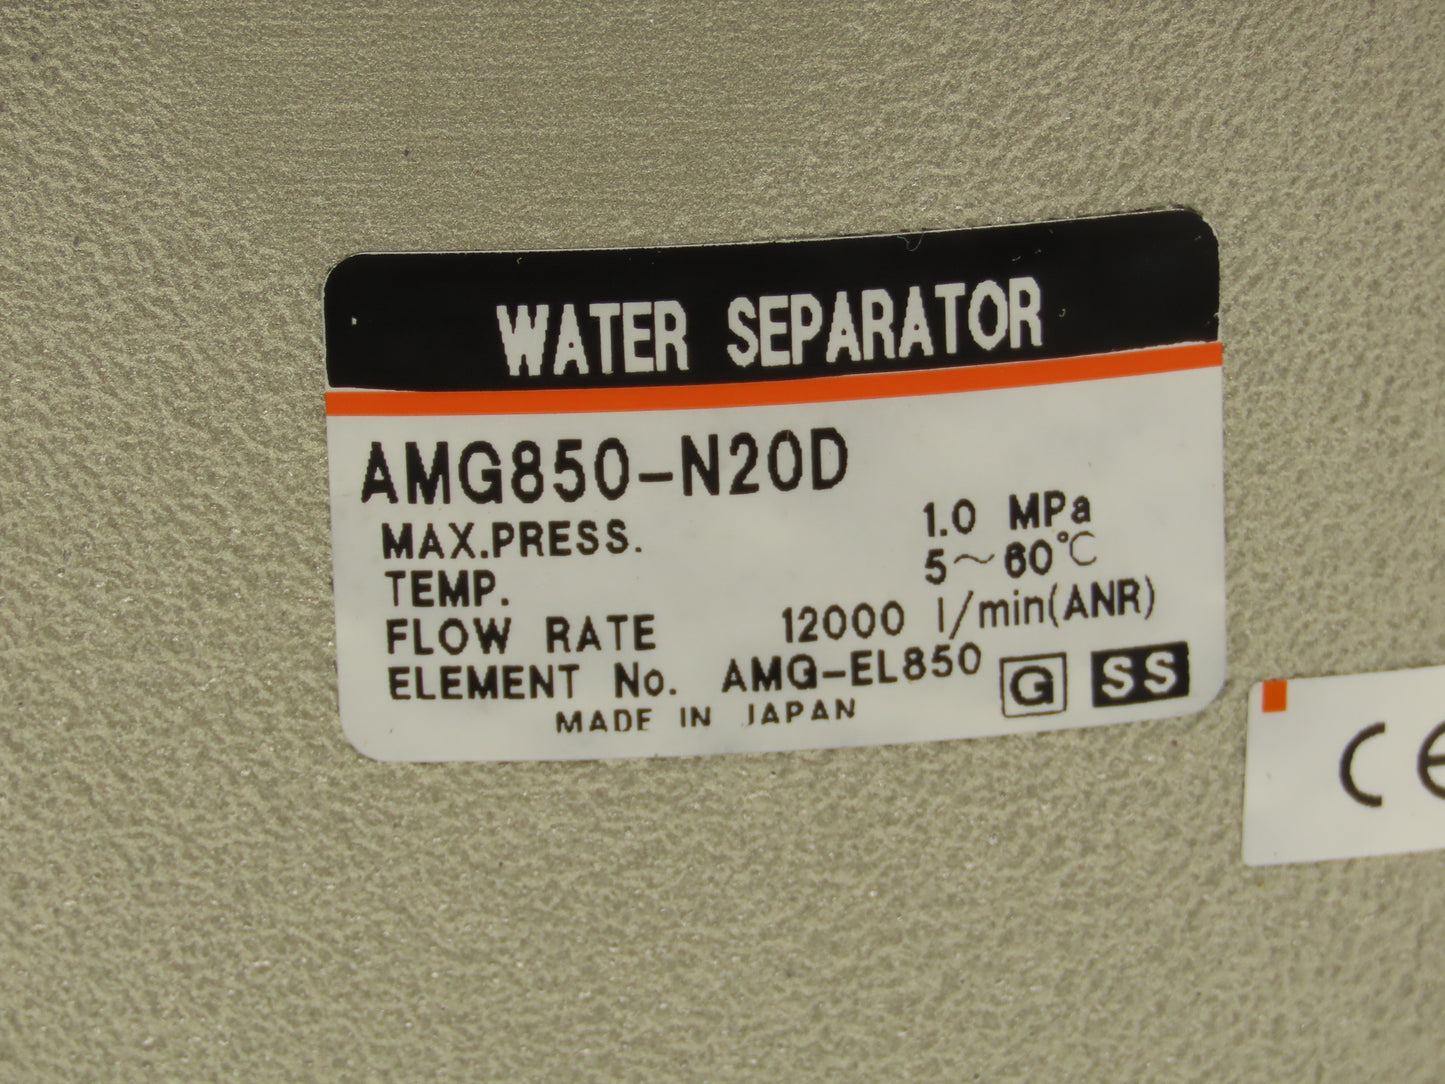 WATER SEPARATOR
AMG850-N20D
MAX.PRESS. 1.0 MPa
TEMP. 5~60℃
FLOW RATE 12000 l/min(ANR)
ELEMENT No. AMG-EL850 G SS
MADE IN JAPAN
CE